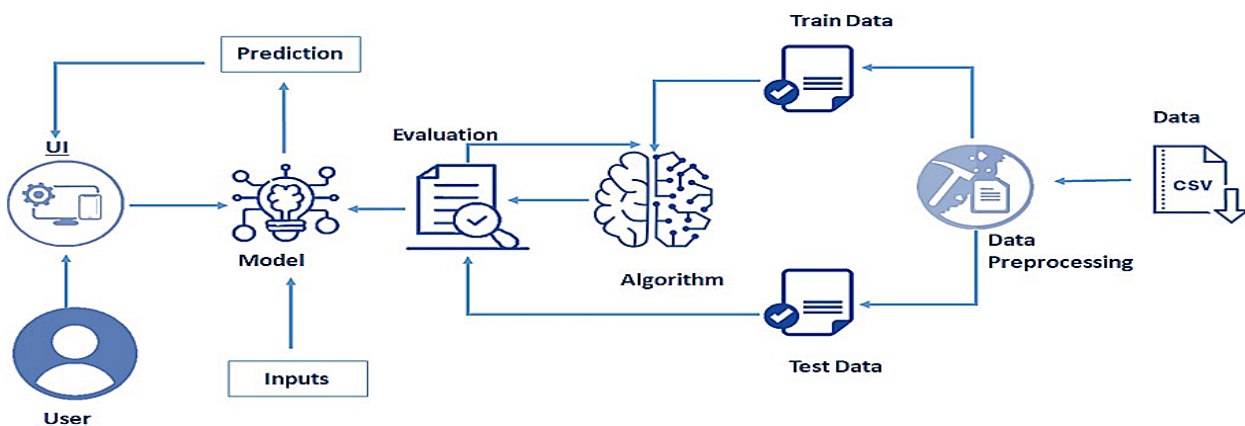 Train Data
Prediction
Data
Evaluation
UI
CSV
Model
Data
Preprocessing
Algorithm
Inputs
Test Data
User